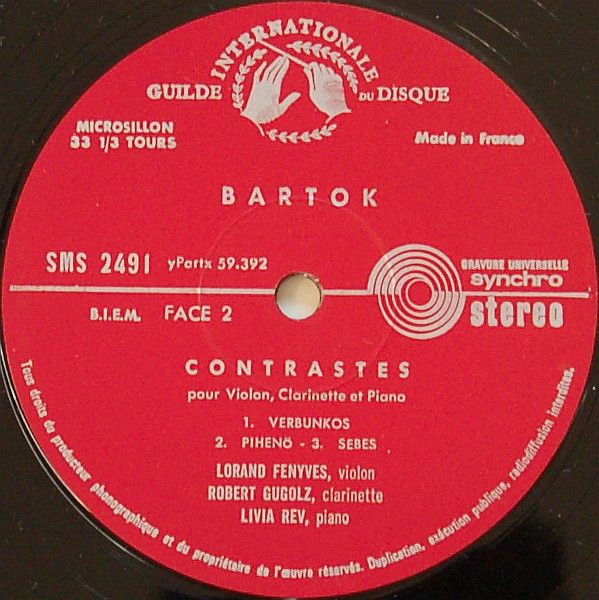 GUILDE INTERNATIONALE DU DISQUE
MICROSILLON
33 1/3 TOURS
Made in France
BARTOK
SMS 2491 yPartx 59.392
GRAVURE UNIVERSELLE
synchro
stereo
B.I.E.M. FACE 2
CONTRASTES
pour Violon, Clarinette et Piano
1. VERBUNKOS
2. PIHENÖ - 3. SEBES
LORAND FENYVES, violon
ROBERT GUGOLZ, clarinette
LIVIA REV, piano
Tous droits du producteur phonographique et du propriétaire de l'œuvre réservés. Duplication, exécution publique, radiodiffusion interdites.